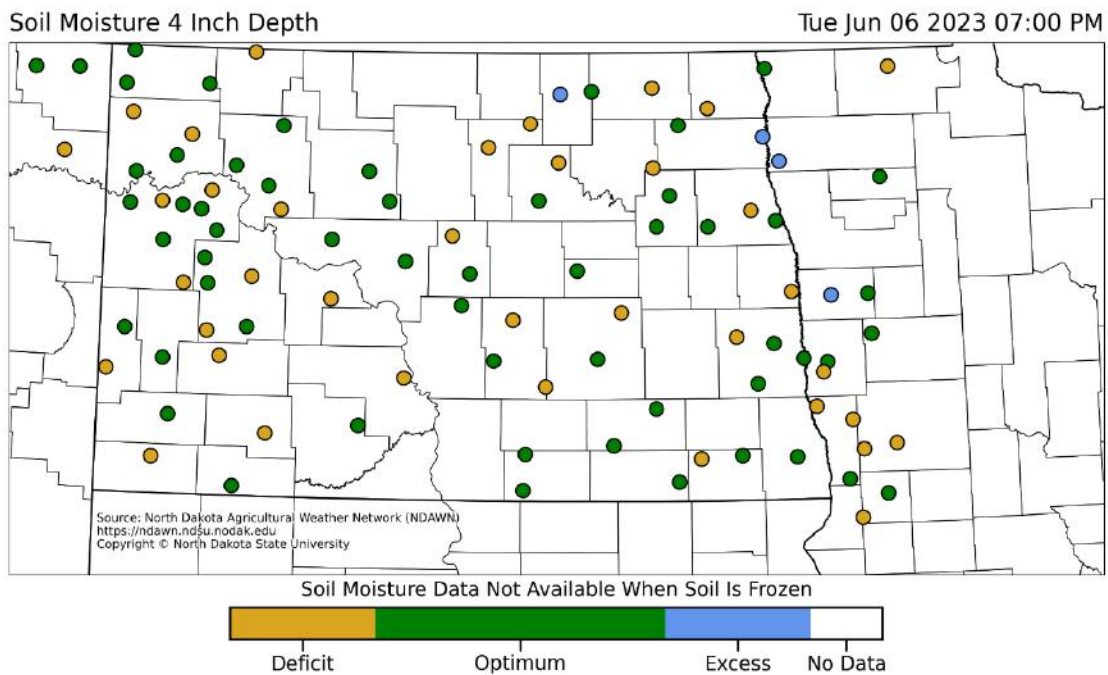 Soil Moisture 4 Inch Depth
Tue Jun 06 2023 07:00 PM
Source: North Dakota Agricultural Weather Network (NDAWN)
https://ndawn.ndsu.nodak.edu
Copyright © North Dakota State University
Soil Moisture Data Not Available When Soil Is Frozen
Deficit
Optimum
Excess
No Data